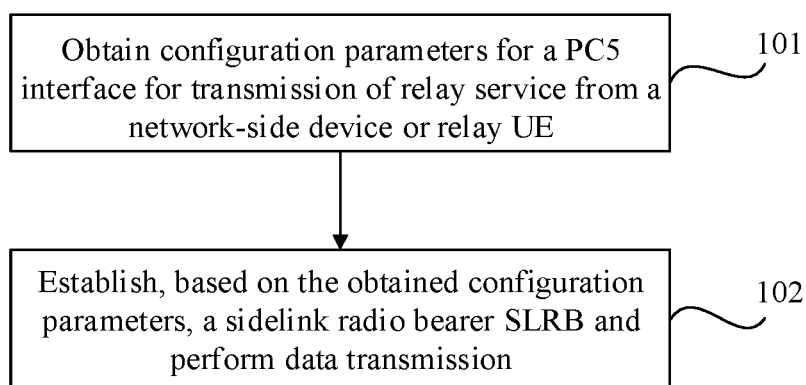 Obtain configuration parameters for a PC5
interface for transmission of relay service from a
network-side device or relay UE
101
Establish, based on the obtained configuration
parameters, a sidelink radio bearer SLRB and
perform data transmission
102